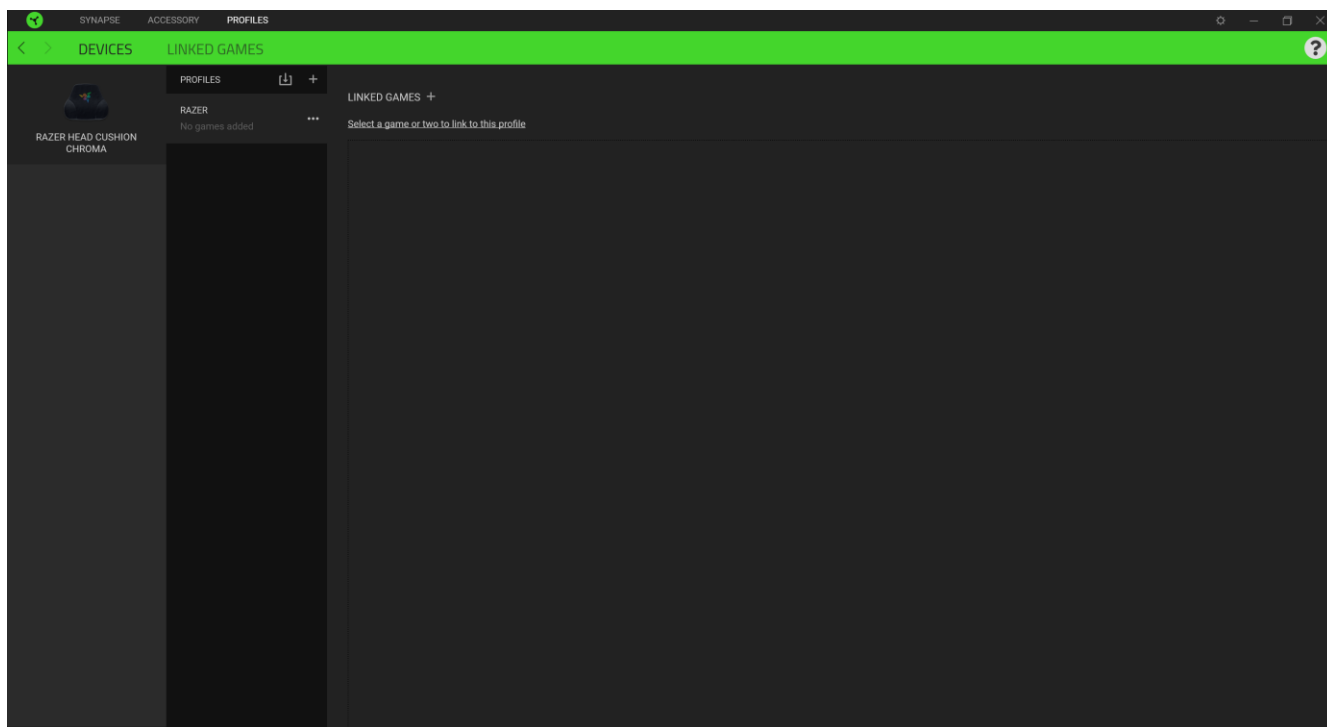 SYNAPSE ACCESSORY PROFILES
DEVICES LINKED GAMES
?
RAZER HEAD CUSHION
CHROMA
PROFILES
RAZER
No games added
LINKED GAMES +
Select a game or two to link to this profile